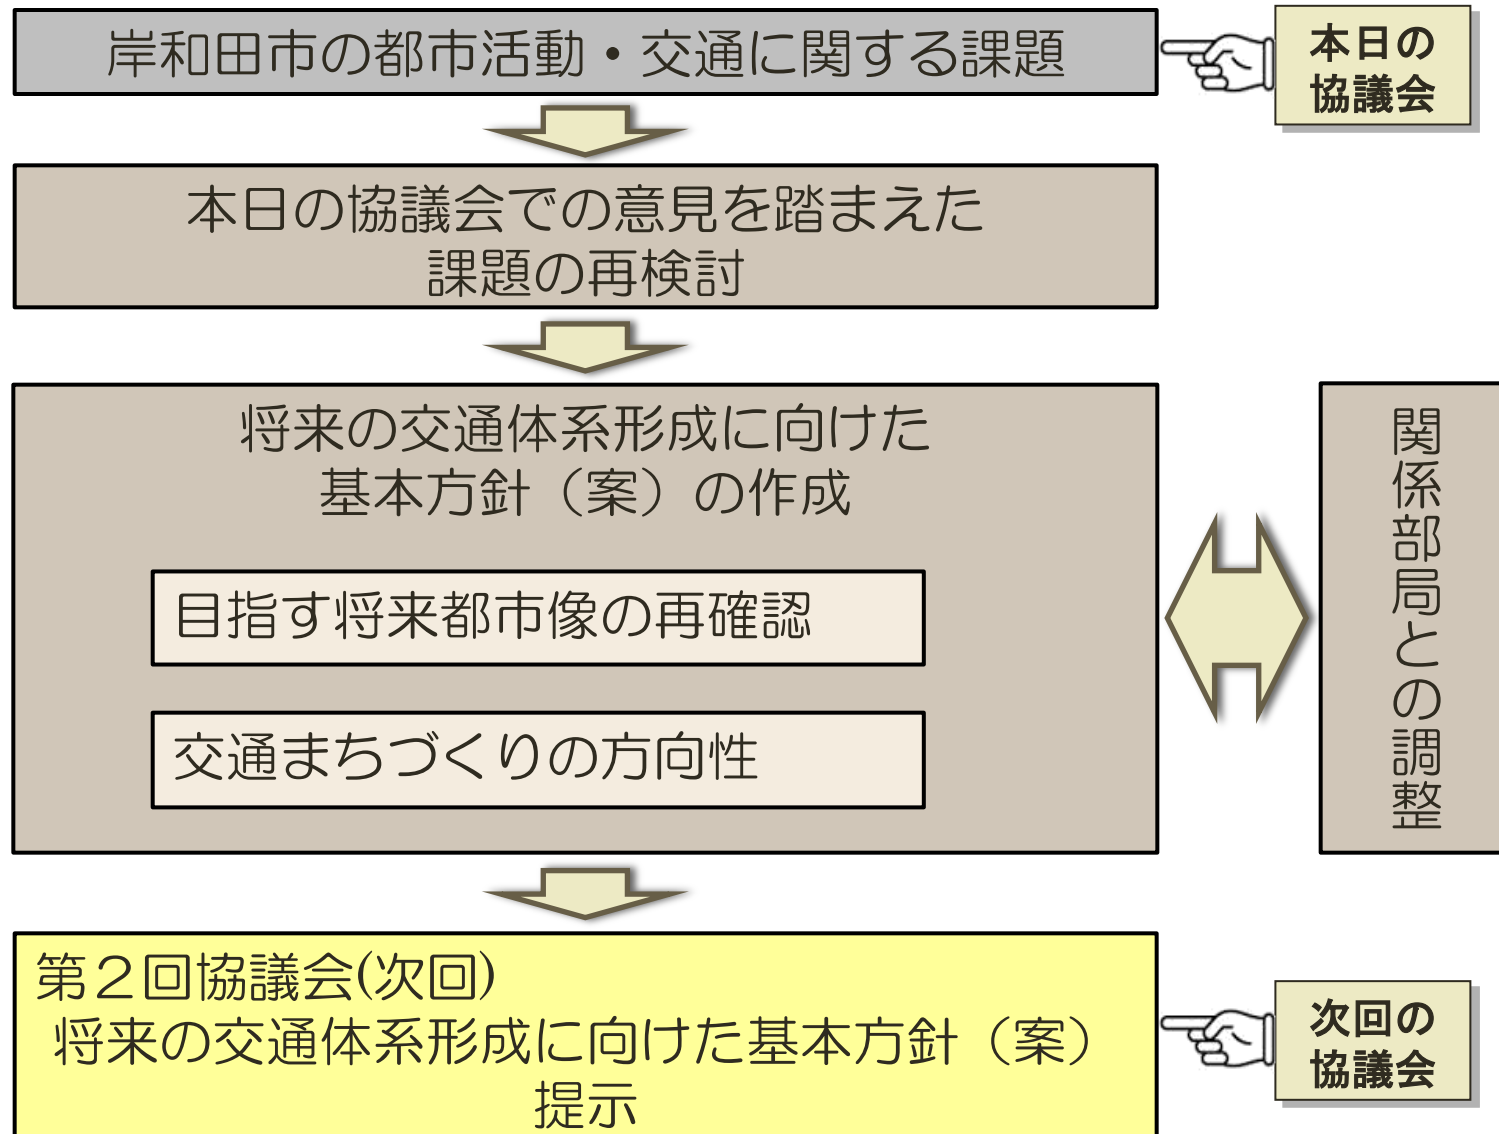 岸和田市の都市活動・交通に関する課題
本日の
協議会
本日の協議会での意見を踏まえた
課題の再検討
将来の交通体系形成に向けた
基本方針（案）の作成
目指す将来都市像の再確認
交通まちづくりの方向性
関係部局との調整
第２回協議会(次回)
将来の交通体系形成に向けた基本方針（案）
提示
次回の
協議会